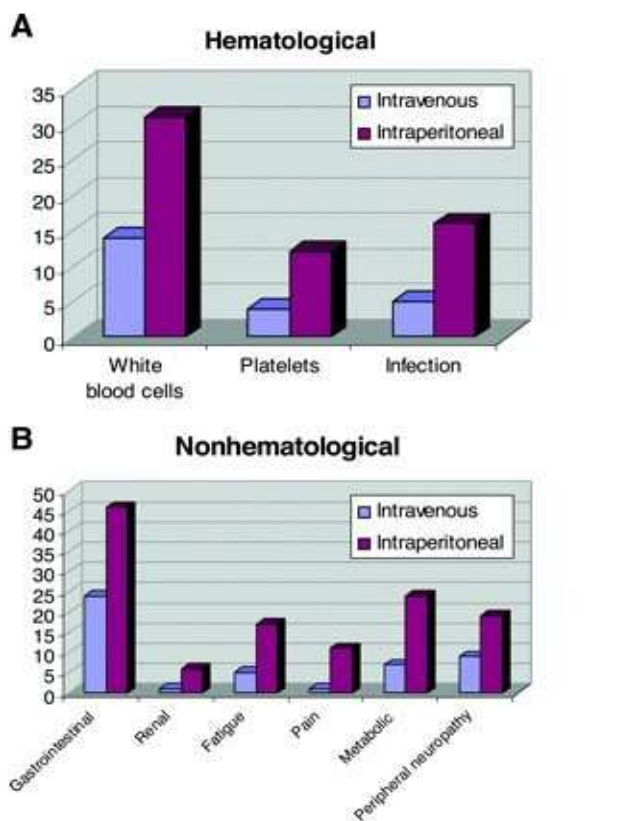 A
Hematological
35
30
25
20
15
10
5
0
Intravenous
Intraperitoneal
White
blood cells
Platelets
Infection
B
Nonhematological
50
45
40
35
30
25
20
15
10
5
0
Intravenous
Intraperitoneal
Gastrointestinal
Renal
Fatigue
Pain
Metabolic
Peripheral neuropathy